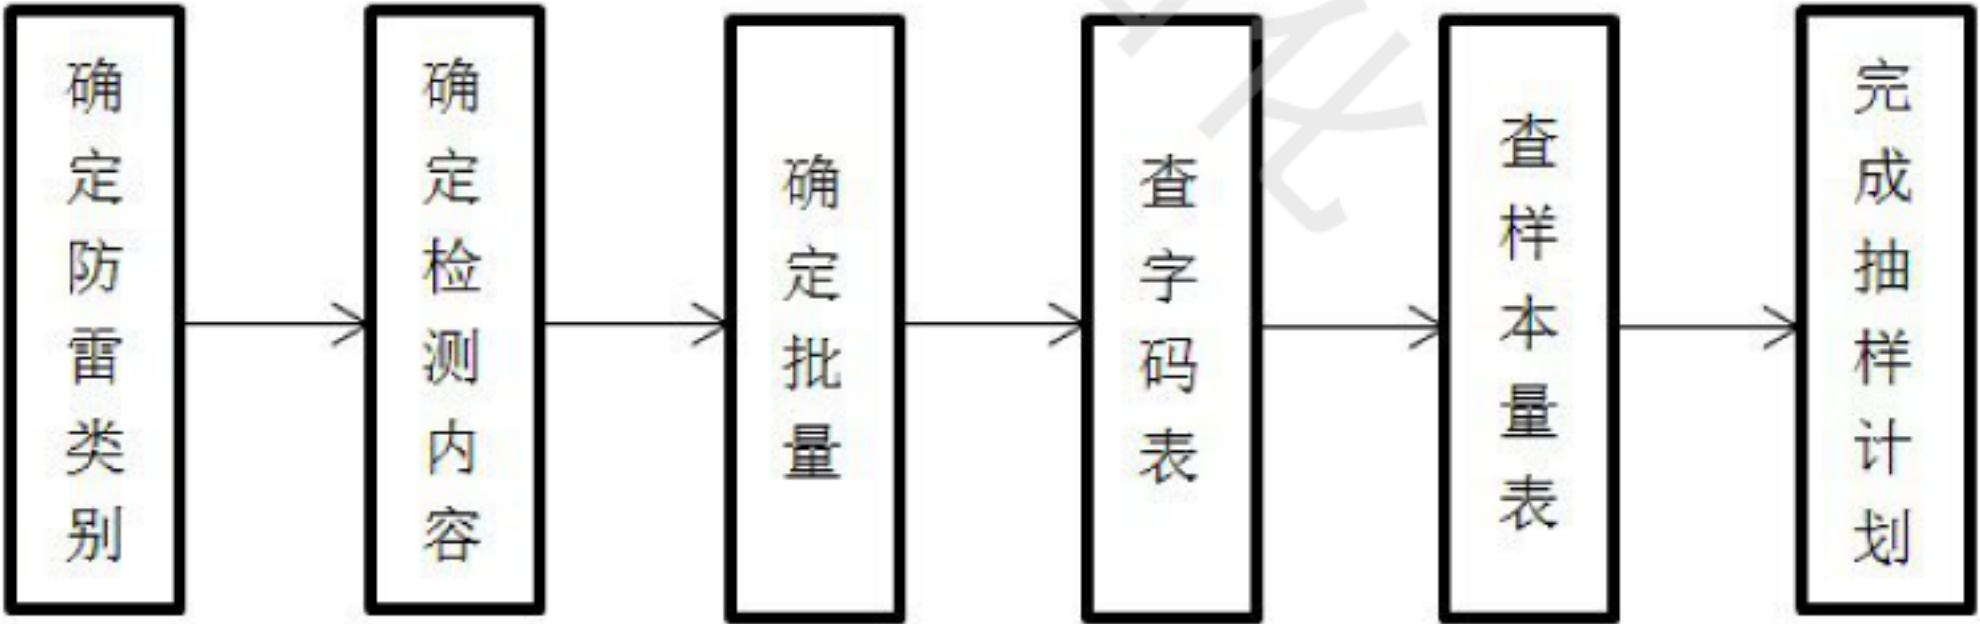 确定防雷类别
确定检测内容
确定批量
查字码表
查样本量表
完成抽样计划
化